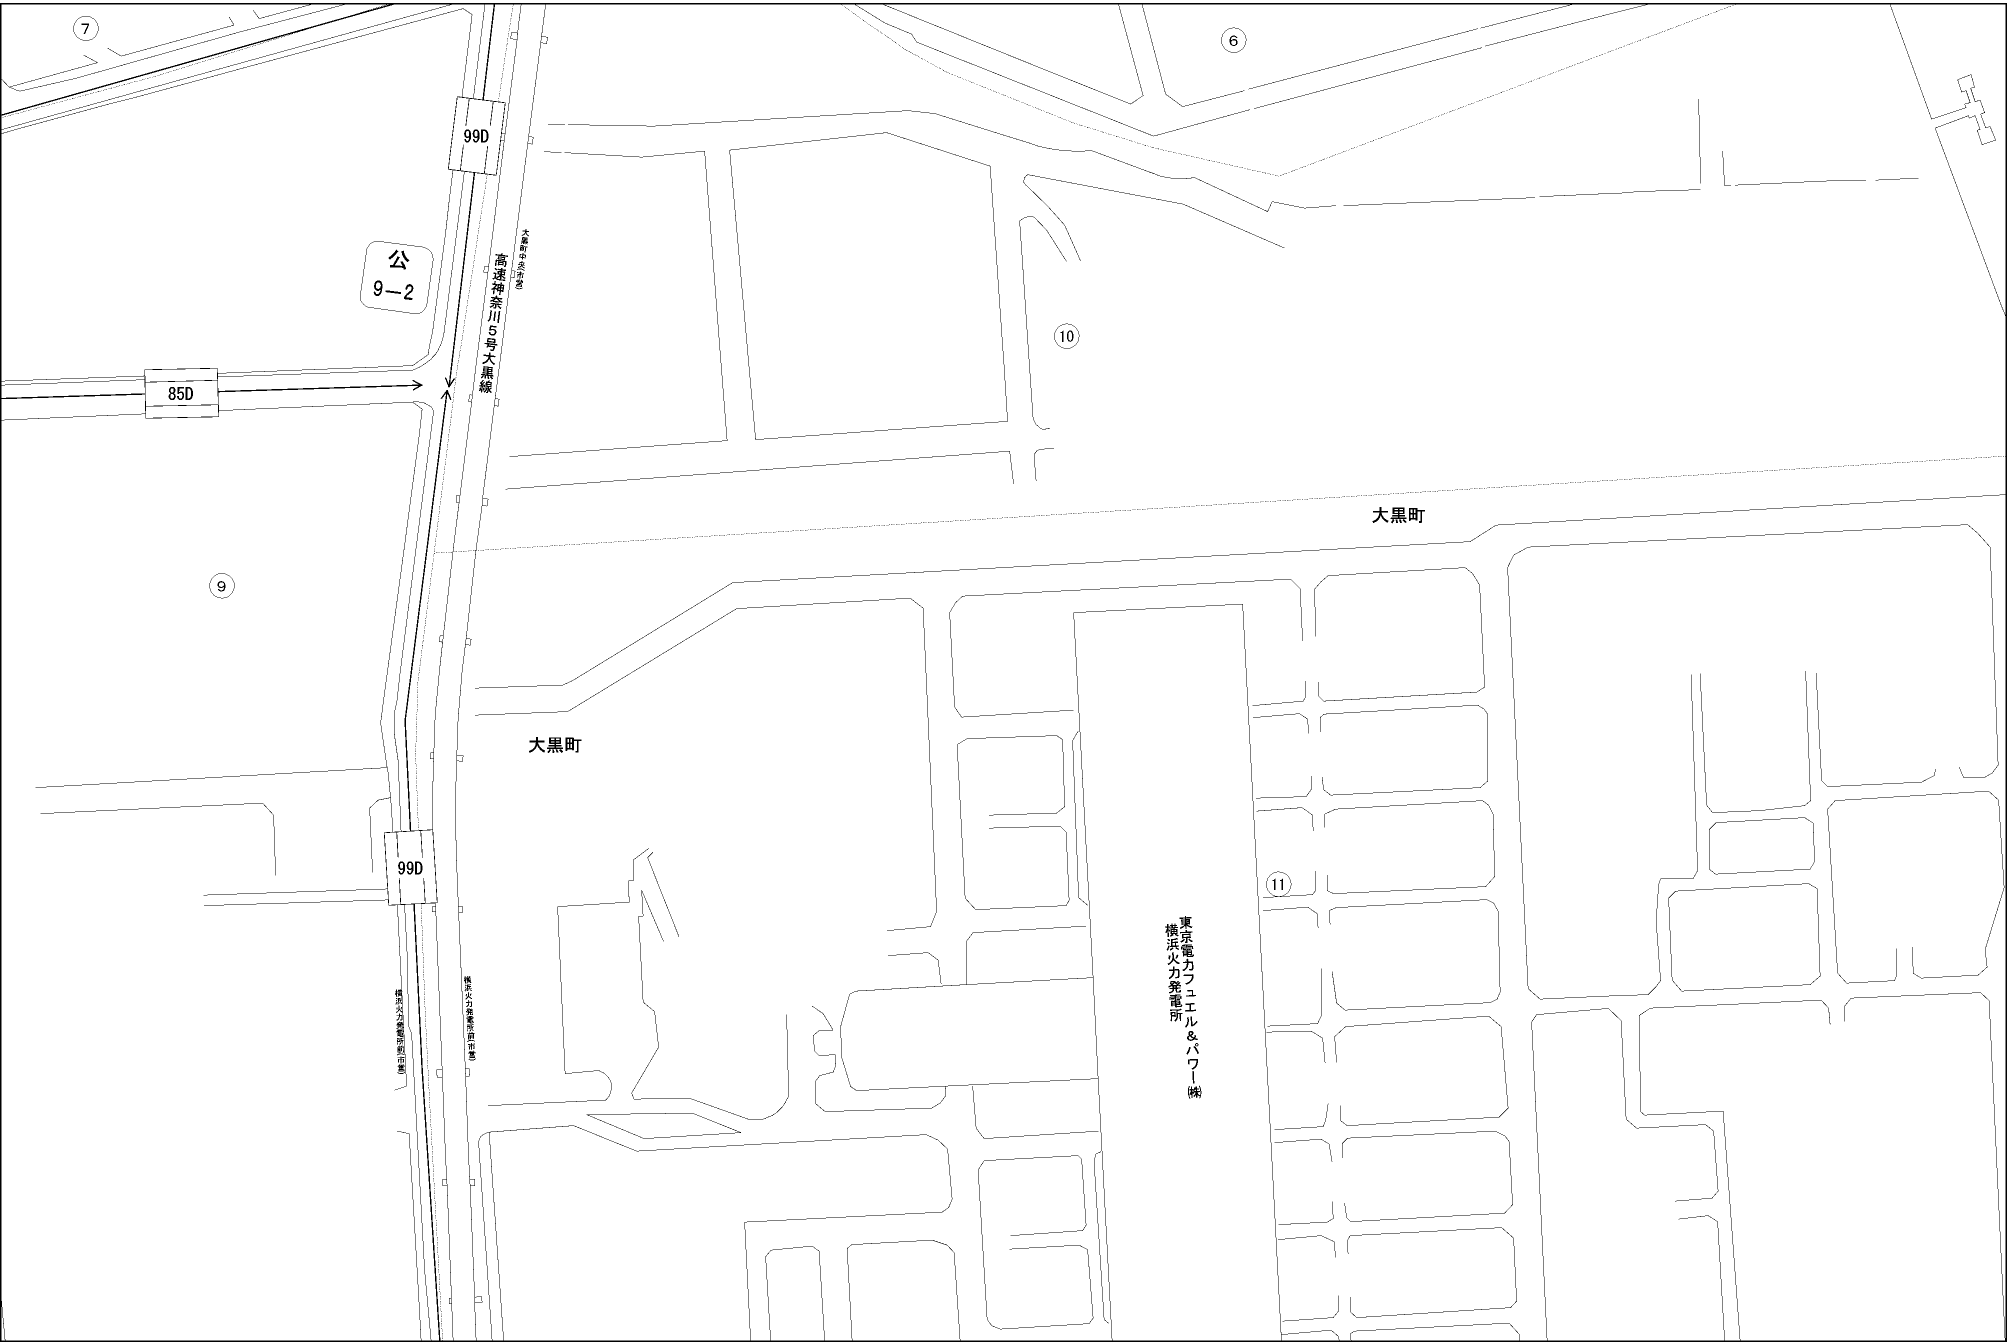 ⑦
⑥
99D
公
9－2
大黒町中央(市営)
高速神奈川5号大黒線
⑩
85D
大黒町
⑨
大黒町
99D
⑪
東京電力フュエル&パワー㈱
横浜火力発電所
横浜火力発電所前(市営)
横浜火力発電所前(市営)